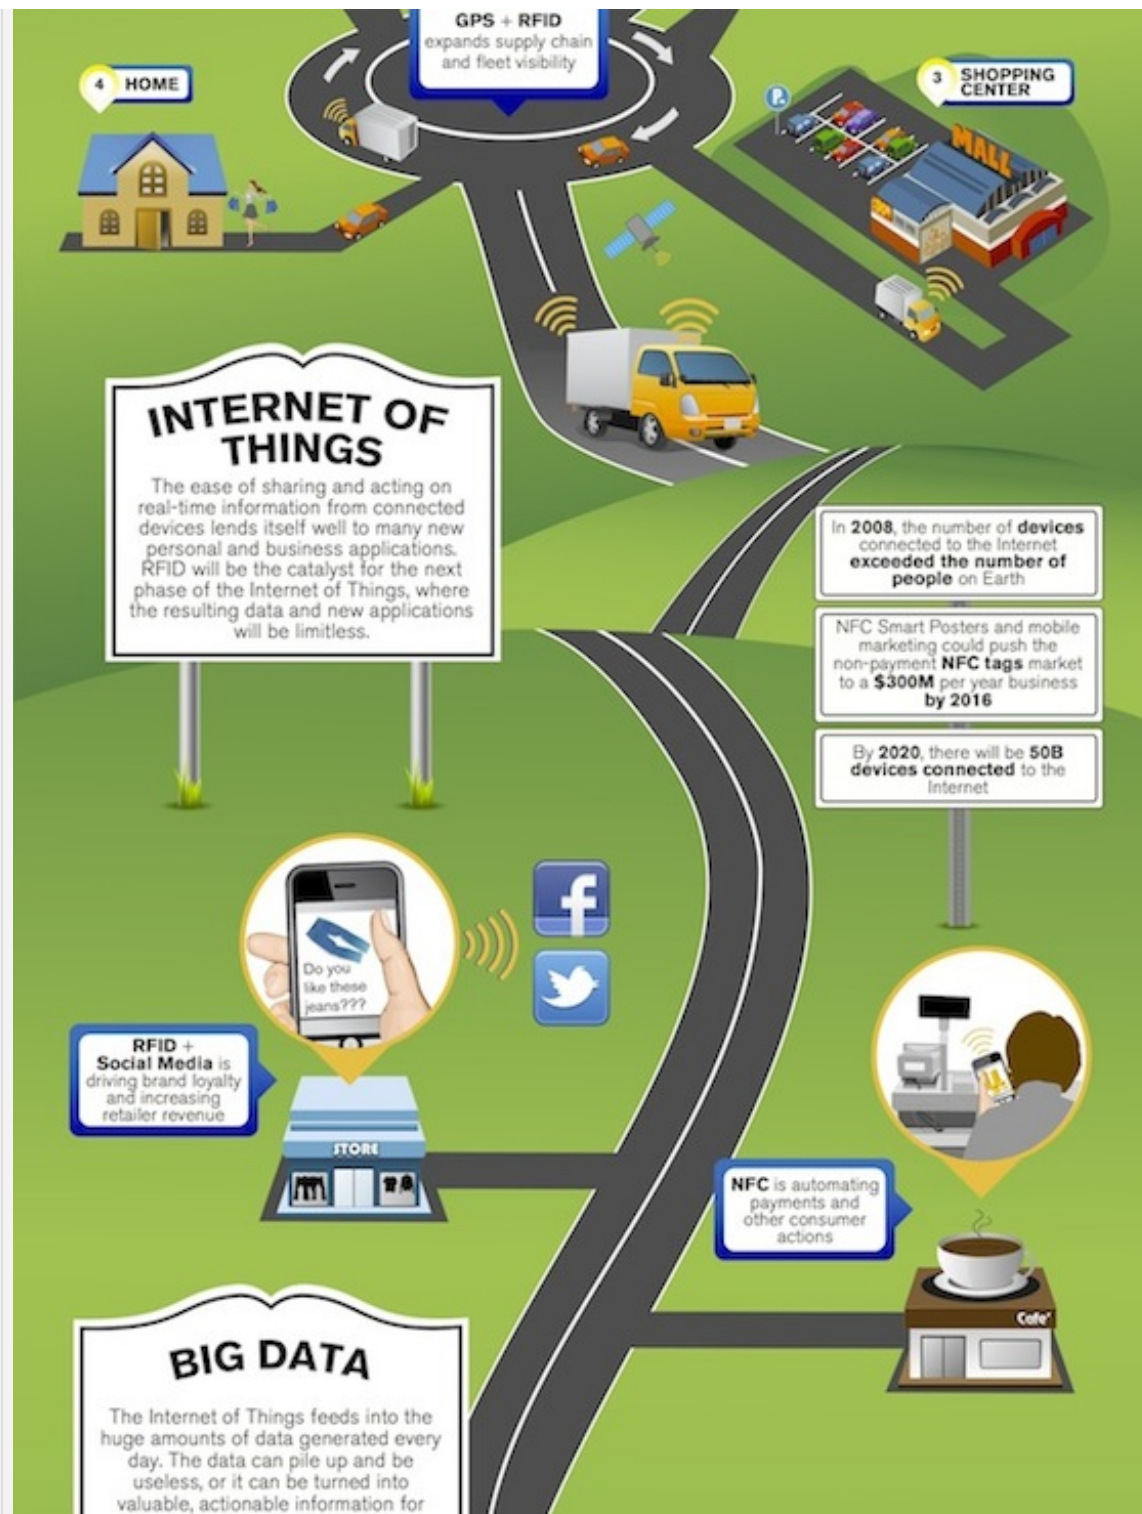 GPS + RFID
expands supply chain
and fleet visibility
4 HOME
3 SHOPPING
CENTER
P
MALL
INTERNET OF
THINGS
The ease of sharing and acting on
real-time information from connected
devices lends itself well to many new
personal and business applications.
RFID will be the catalyst for the next
phase of the Internet of Things, where
the resulting data and new applications
will be limitless.
In 2008, the number of devices
connected to the Internet
exceeded the number of
people on Earth
NFC Smart Posters and mobile
marketing could push the
non-payment NFC tags market
to a $300M per year business
by 2016
By 2020, there will be 50B
devices connected to the
Internet
Do you
like these
jeans???
f
RFID +
Social Media is
driving brand loyalty
and increasing
retailer revenue
STORE
NFC is automating
payments and
other consumer
actions
Cafe'
BIG DATA
The Internet of Things feeds into the
huge amounts of data generated every
day. The data can pile up and be
useless, or it can be turned into
valuable, actionable information for